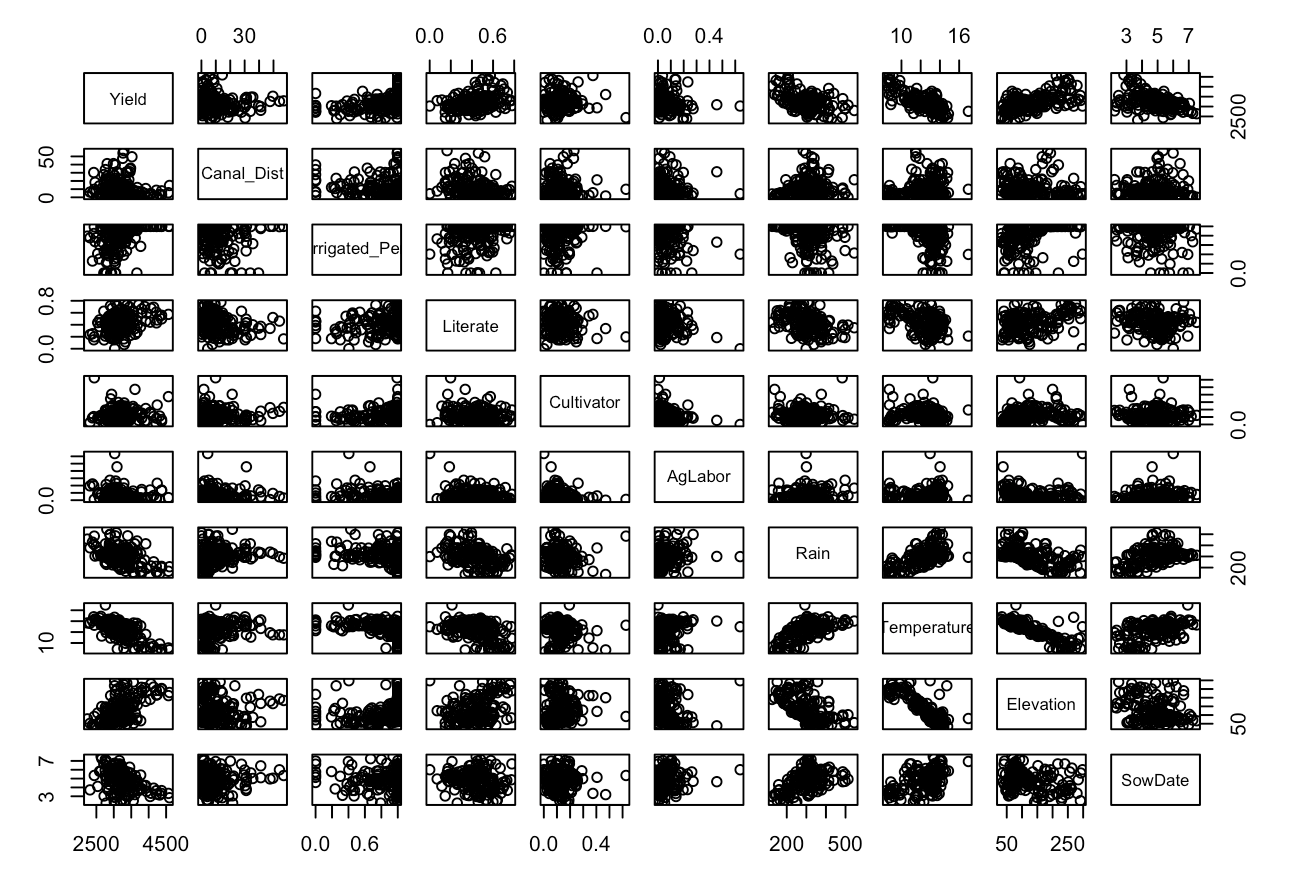 0 30
0.0 0.6
0.0 0.4
10 16
3 5 7
Yield
2500
50
0
Canal_Dist
rrigated_Pe
0.0
0.8
0.0
Literate
Cultivator
0.0
AgLabor
0.0
Rain
200
10
Temperature
Elevation
50
7
3
SowDate
2500 4500
0.0 0.6
0.0 0.4
200 500
50 250